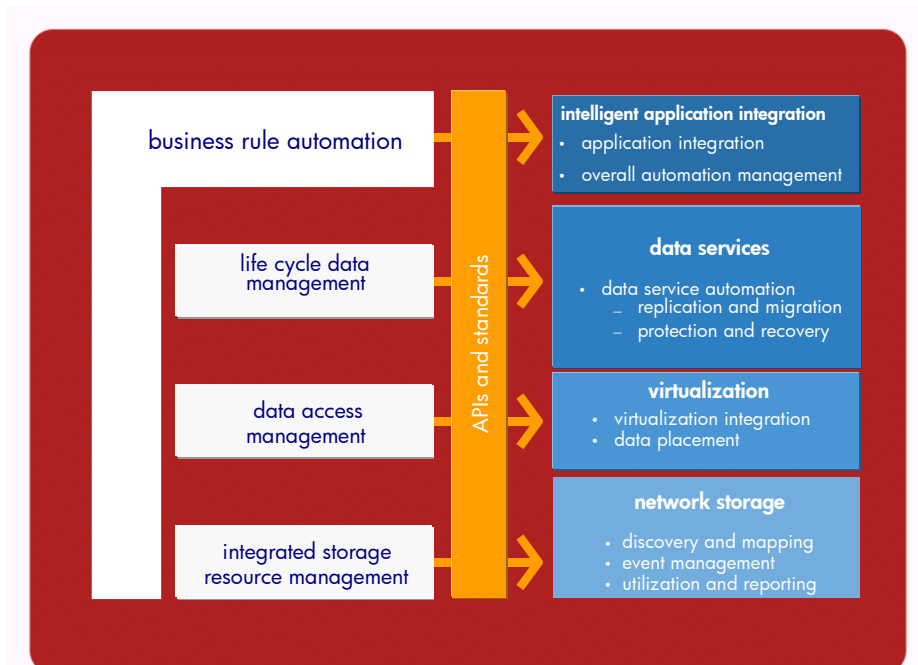 business rule automation
life cycle data
management
data access
management
integrated storage
resource management
APIs and standards
intelligent application integration
• application integration
• overall automation management
data services
• data service automation
– replication and migration
– protection and recovery
virtualization
• virtualization integration
• data placement
network storage
• discovery and mapping
• event management
• utilization and reporting